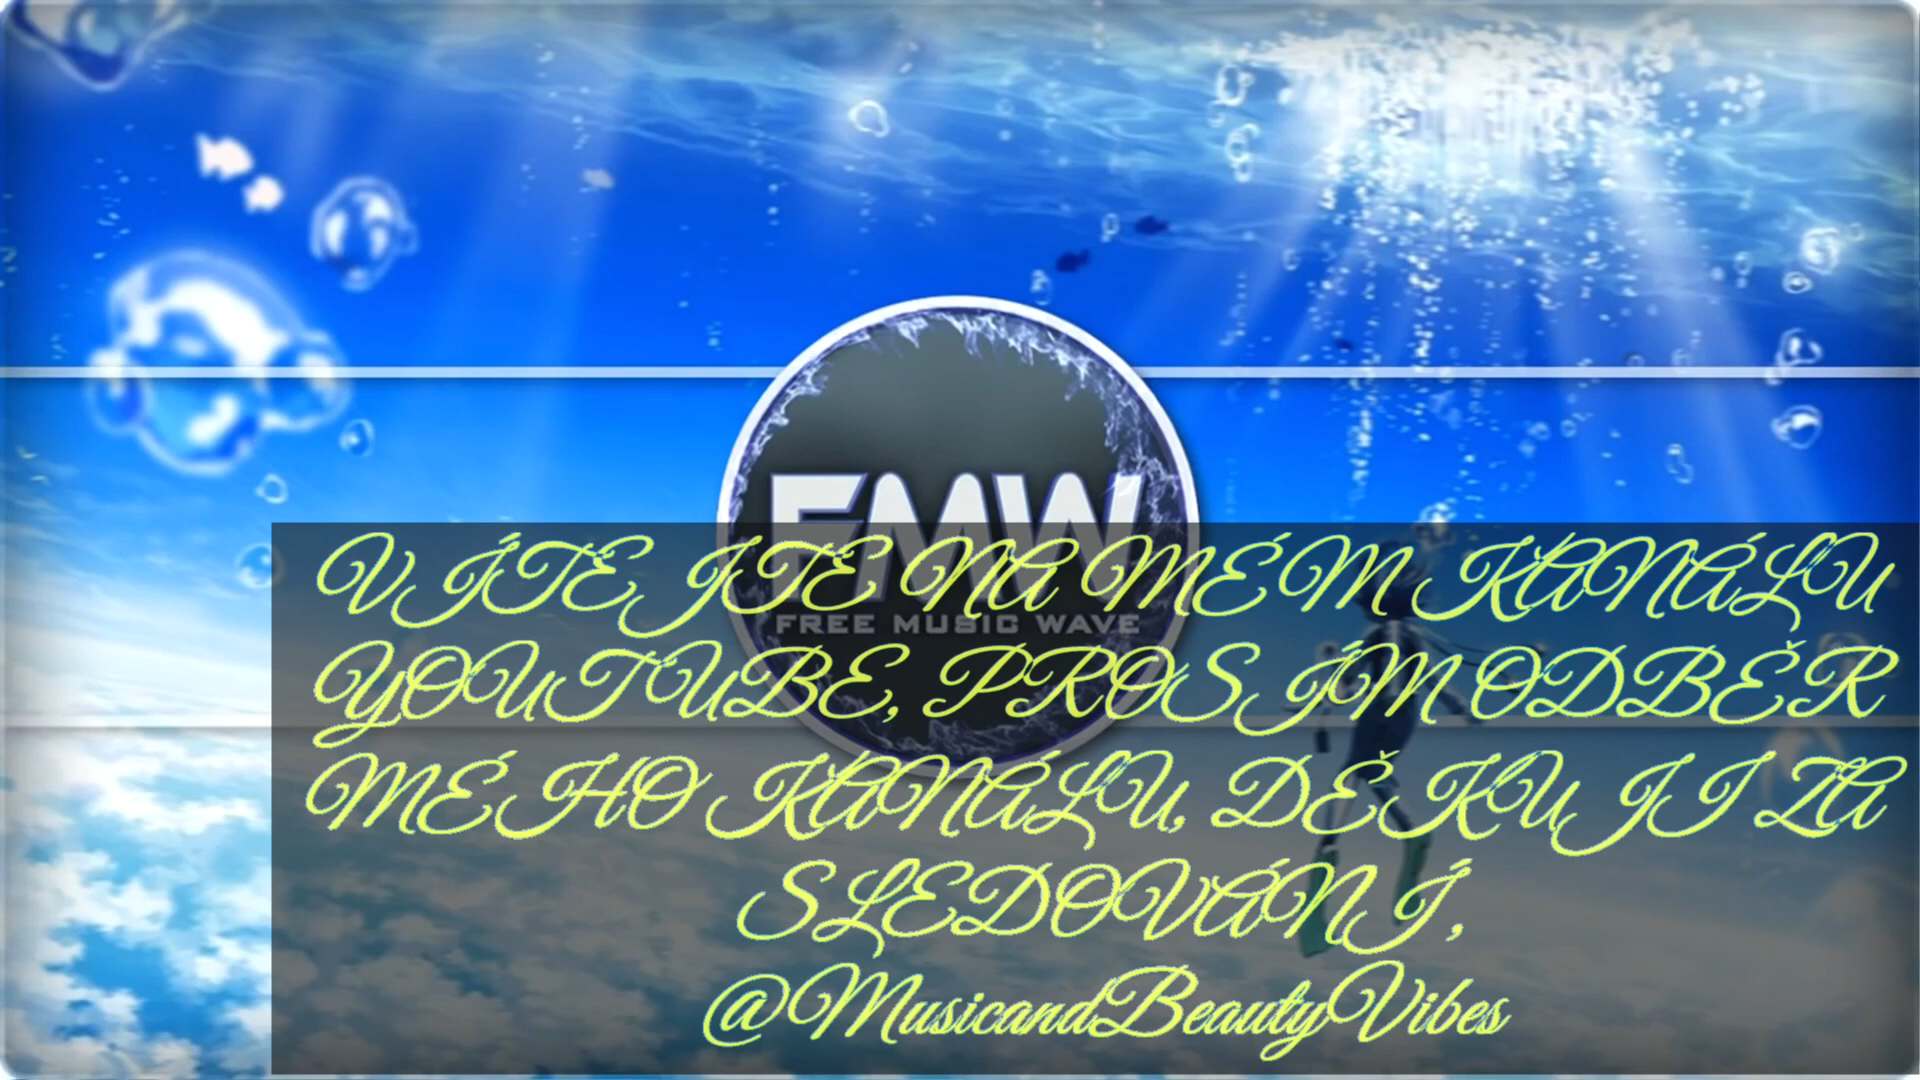 FMW
FREE MUSIC WAVE
VÍTEJTE NA MÉM KANÁLU
YOUTUBE, PROSÍM ODBĚR
MÉHO KANÁLU, DĚKUJI ZA
SLEDOVÁNÍ,
@MusicandBeautyVibes